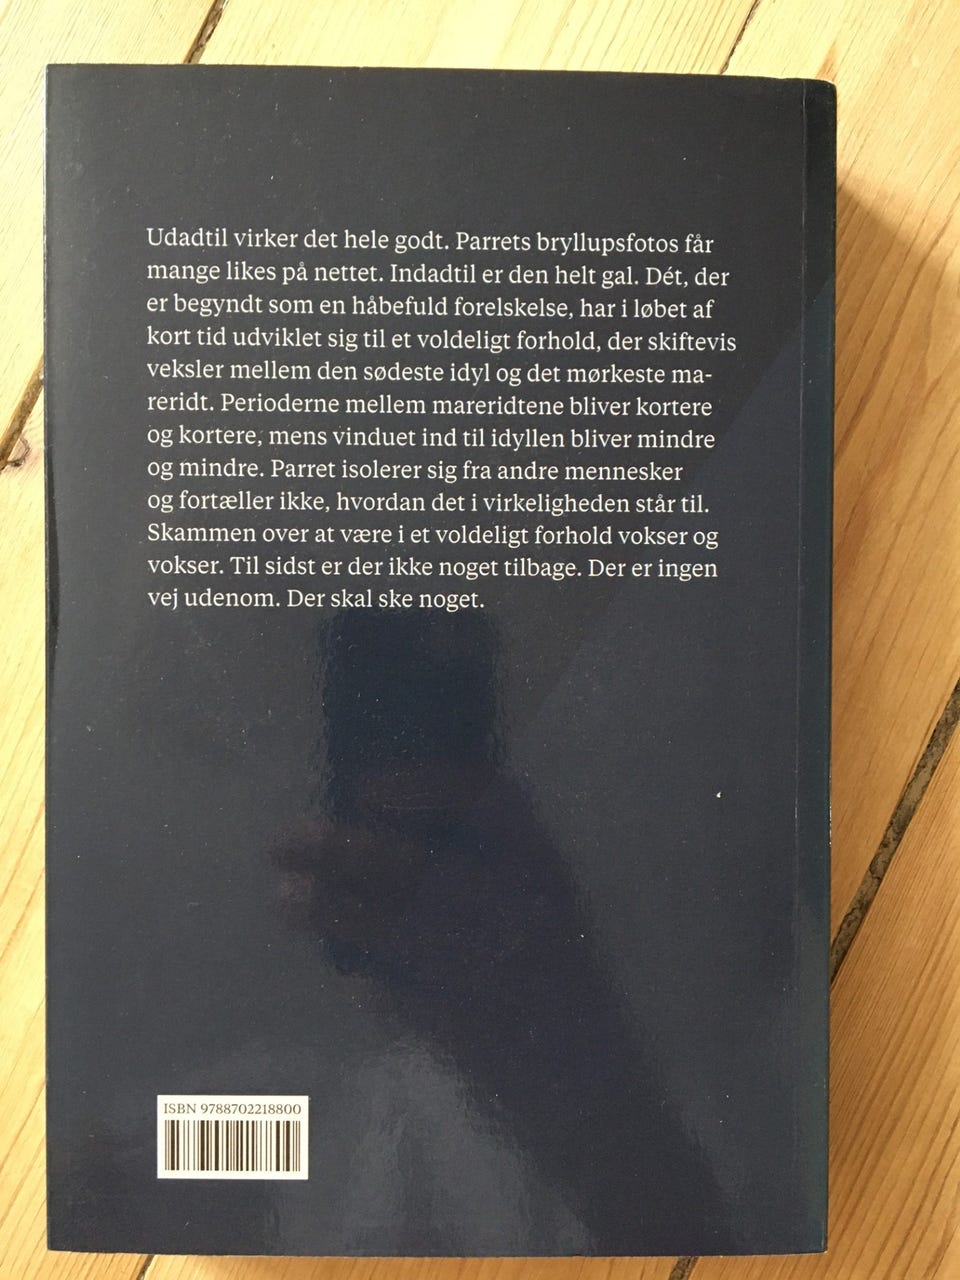 Udadtil virker det hele godt. Parrets bryllupsfotos får
mange likes på nettet. Indadtil er den helt gal. Dét, der
er begyndt som en håbefuld forelskelse, har i løbet af
kort tid udviklet sig til et voldeligt forhold, der skiftevis
veksler mellem den sødeste idyl og det mørkeste ma-
reridt. Perioderne mellem mareridtene bliver kortere
og kortere, mens vinduet ind til idyllen bliver mindre
og mindre. Parret isolerer sig fra andre mennesker
og fortæller ikke, hvordan det i virkeligheden står til.
Skammen over at være i et voldeligt forhold vokser og
vokser. Til sidst er der ikke noget tilbage. Der er ingen
vej udenom. Der skal ske noget.
ISBN 9788702218800